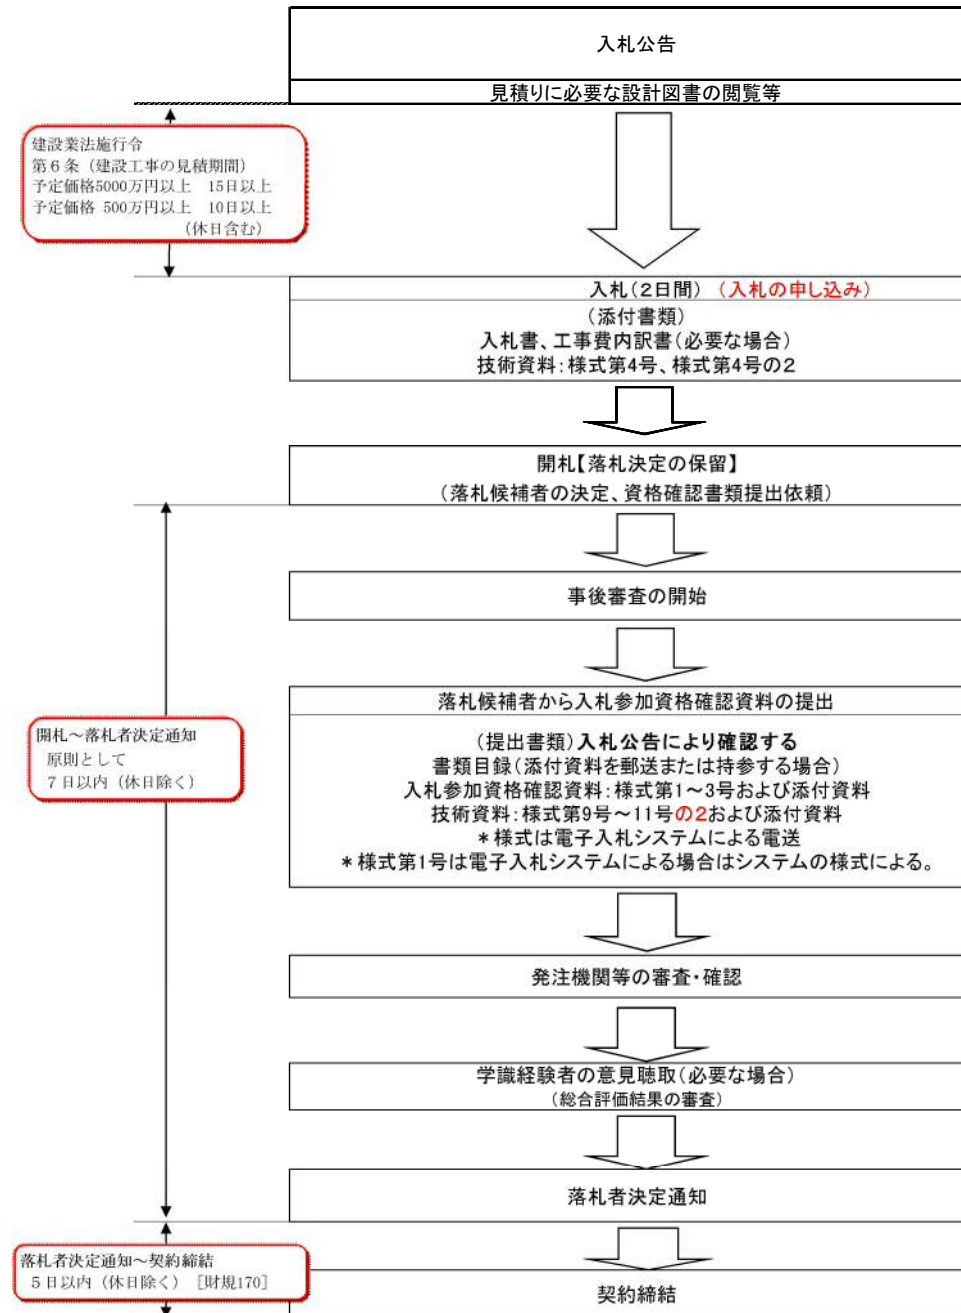 入札公告
見積りに必要な設計図書の閲覧等
建設業法施行令
第6条（建設工事の見積期間）
予定価格5000万円以上　15日以上
予定価格 500万円以上　10日以上
（休日含む）
入札（2日間）　（入札の申し込み）
（添付書類）
入札書、工事費内訳書（必要な場合）
技術資料：様式第4号、様式第4号の2
開札【落札決定の保留】
（落札候補者の決定、資格確認書類提出依頼）
事後審査の開始
落札候補者から入札参加資格確認資料の提出
（提出書類）入札公告により確認する
書類目録（添付資料を郵送または持参する場合）
入札参加資格確認資料：様式第1～3号および添付資料
技術資料：様式第9号～11号の2および添付資料
＊様式は電子入札システムによる電送
＊様式第1号は電子入札システムによる場合はシステムの様式による。
開札～落札者決定通知
原則として
7日以内（休日除く）
発注機関等の審査・確認
学識経験者の意見聴取（必要な場合）
（総合評価結果の審査）
落札者決定通知
落札者決定通知～契約締結
5日以内（休日除く）［財規170］
契約締結